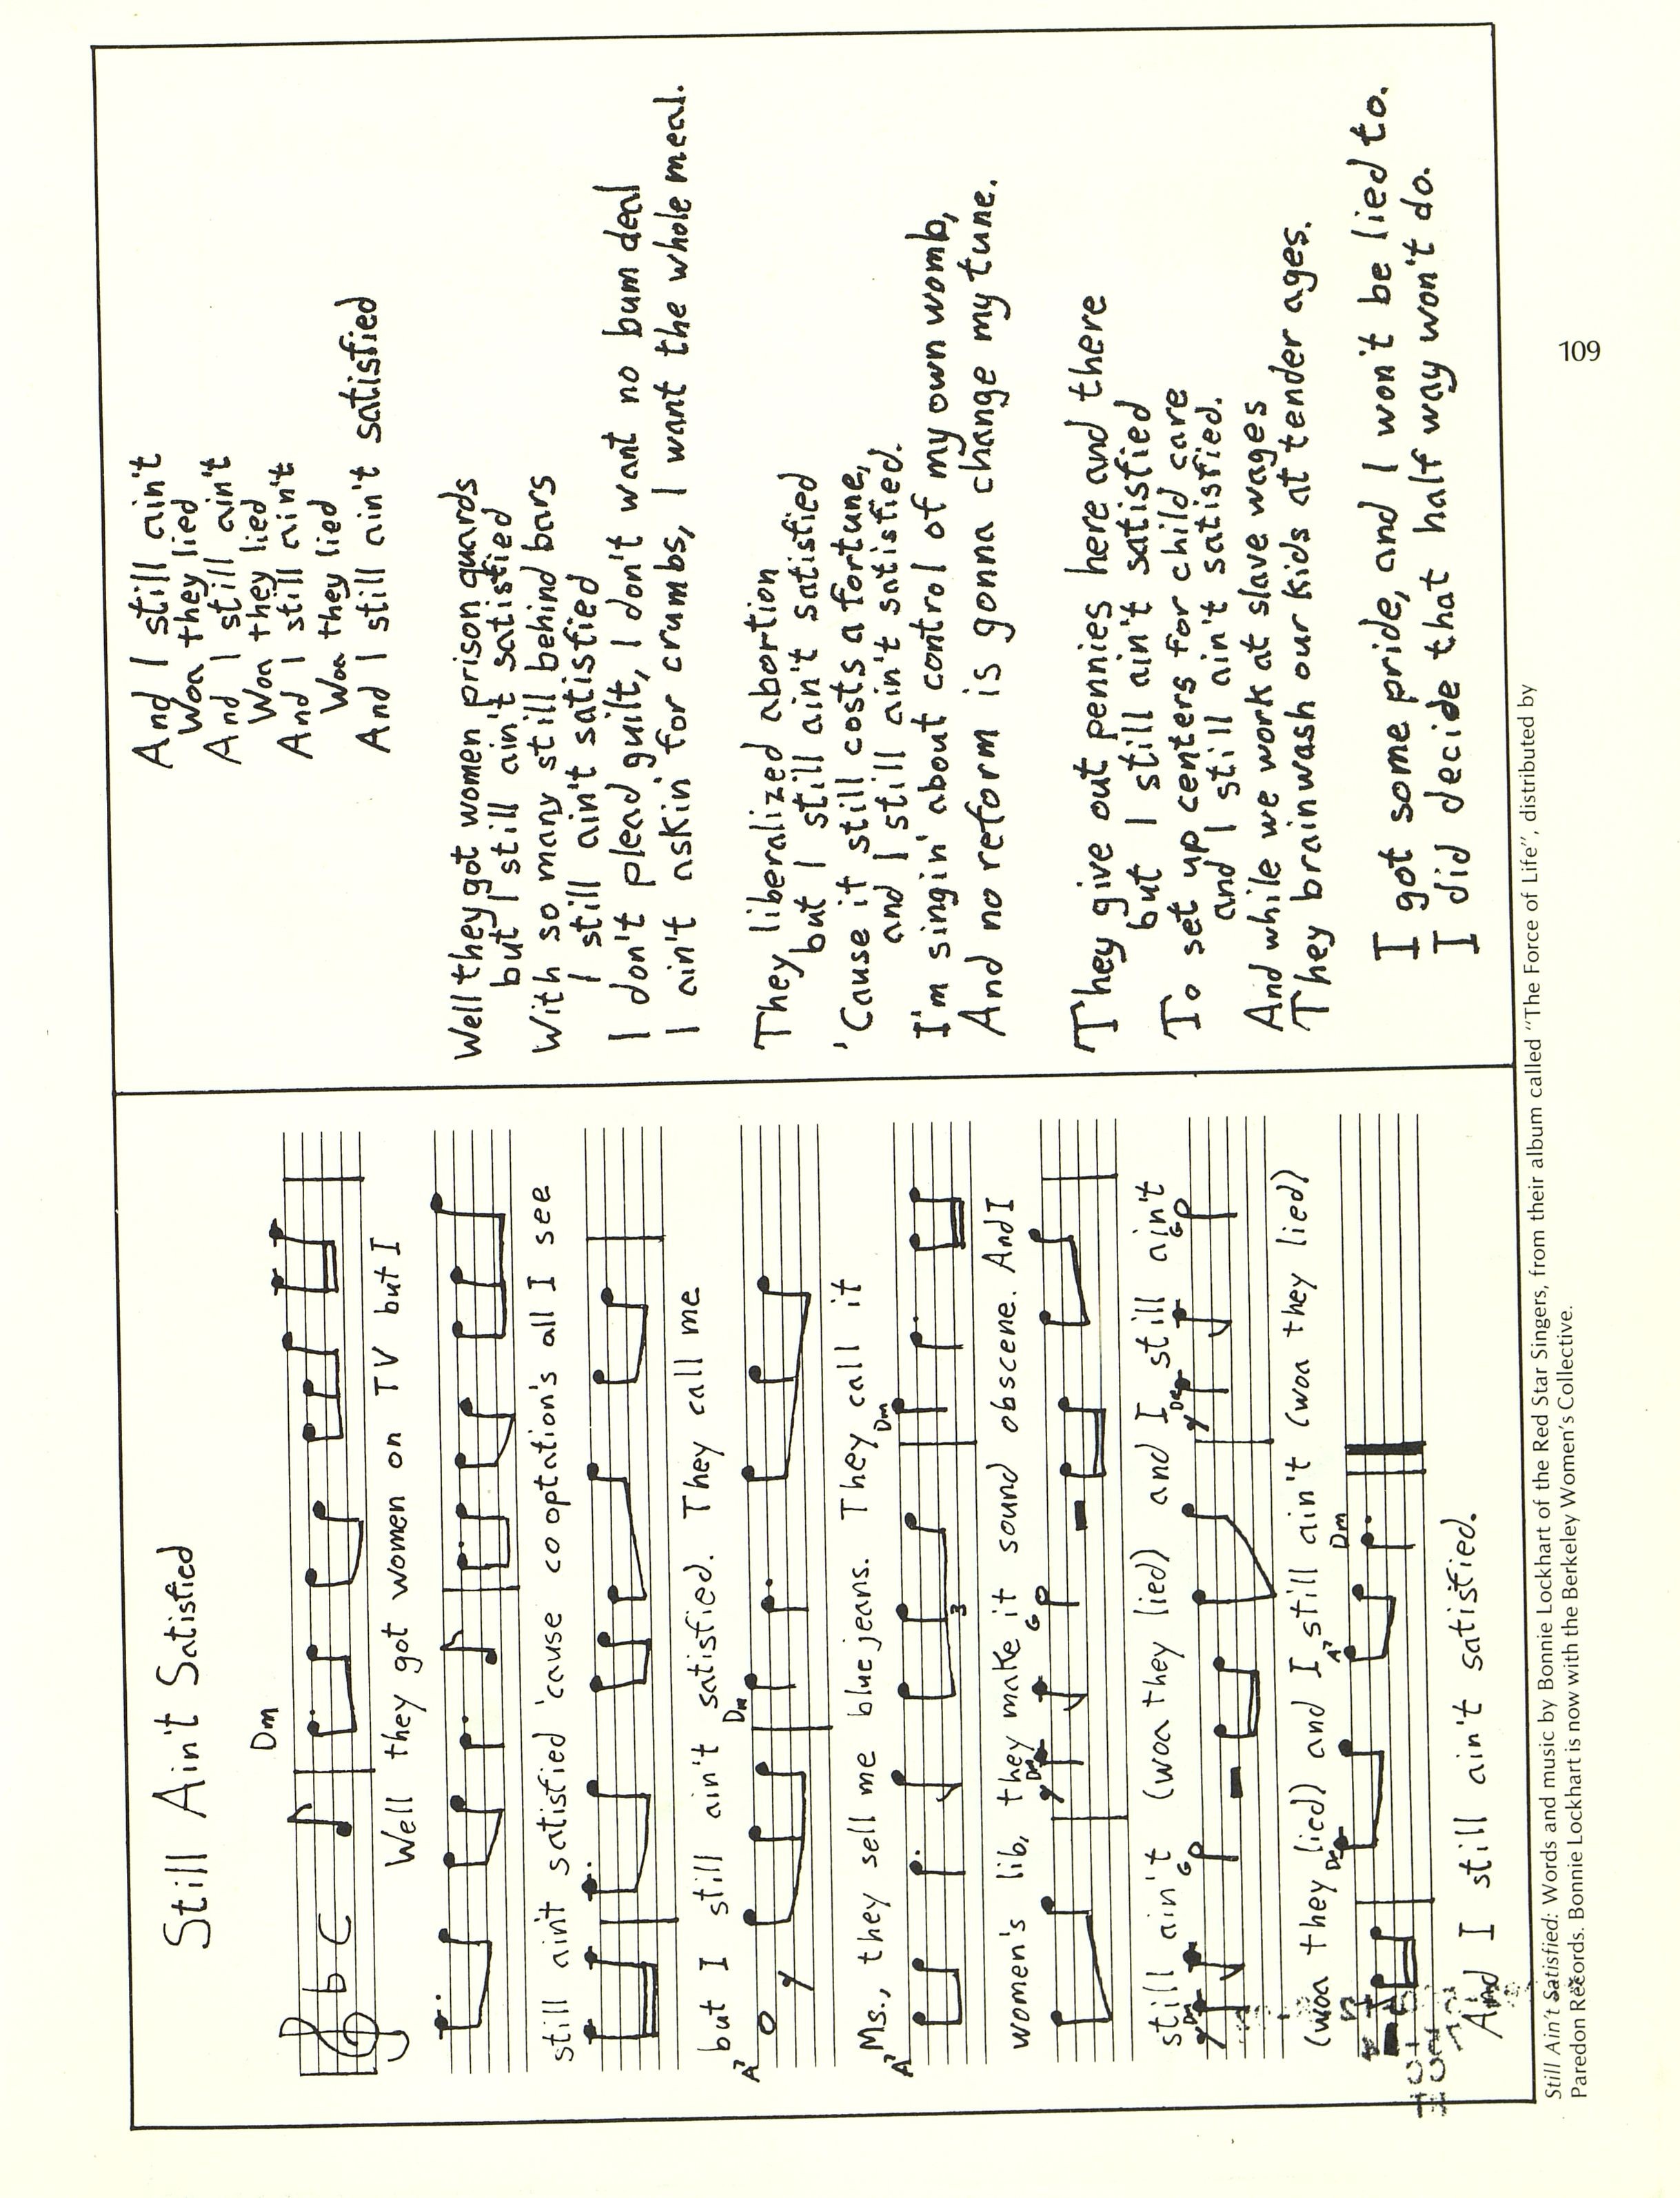 Still Ain't Satisfied
Dm
Well they got women on TV but I
still ain't satisfied 'cause cooptation's all I see
but I still ain't satisfied. They call me
A7 Dm
Ms., they sell me blue jeans. They call it
A7 Dm
women's lib, they make it sound obscene. And I
Dm G
still ain't (woa they lied) and I still ain't
Dm G Dm G
(woa they lied) and I still ain't (woa they lied)
Dm A7 Dm
And I still ain't satisfied.
And I still ain't
Woa they lied
And I still ain't
Woa they lied
And I still ain't
Woa they lied
And I still ain't satisfied
Well they got women prison guards
but I still ain't satisfied
With so many still behind bars
I still ain't satisfied
I don't plead guilt, I don't want no bum deal
I ain't askin' for crumbs, I want the whole meal.
They liberalized abortion
but I still ain't satisfied
'Cause it still costs a fortune,
and I still ain't satisfied.
I'm singin' about control of my own womb,
And no reform is gonna change my tune.
They give out pennies here and there
but I still ain't satisfied
To set up centers for child care
and I still ain't satisfied.
And while we work at slave wages
They brainwash our kids at tender ages.
I got some pride, and I won't be lied to.
I did decide that half way won't do.
Still Ain't Satisfied: Words and music by Bonnie Lockhart of the Red Star Singers, from their album called "The Force of Life", distributed by
Paredon Records. Bonnie Lockhart is now with the Berkeley Women's Collective.
109